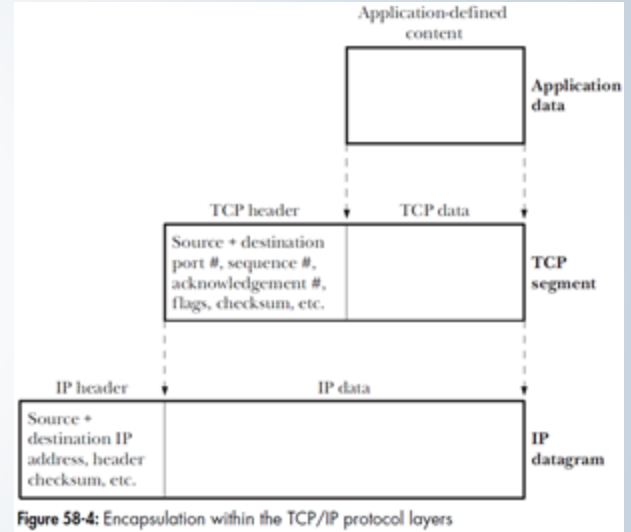 Application-defined
content
Application
data
TCP header
TCP data
Source + destination
port #, sequence #,
acknowledgement #,
flags, checksum, etc.
TCP
segment
IP header
IP data
Source +
destination IP
address, header
checksum, etc.
IP
datagram
Figure 58-4: Encapsulation within the TCP/IP protocol layers